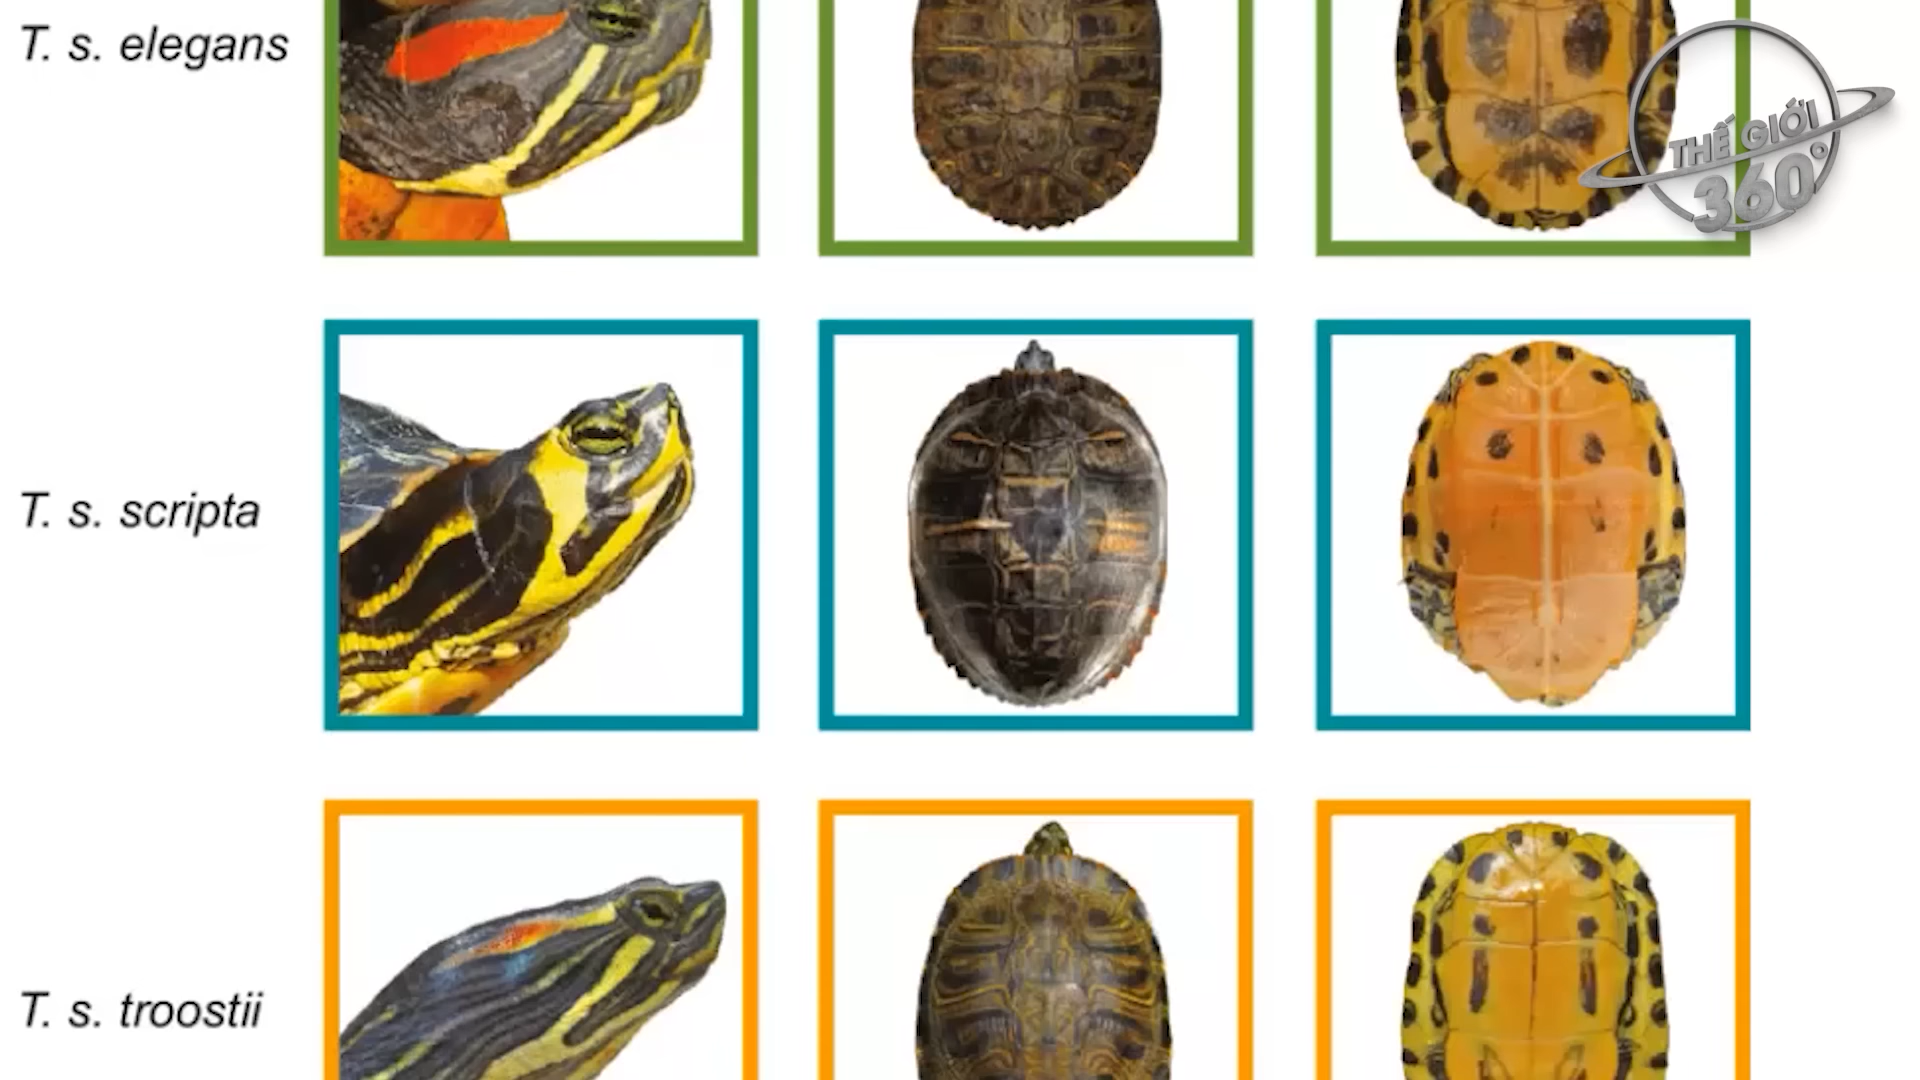 T. s. elegans
THẾ GIỚI
360°
T. s. scripta
T. s. troostii